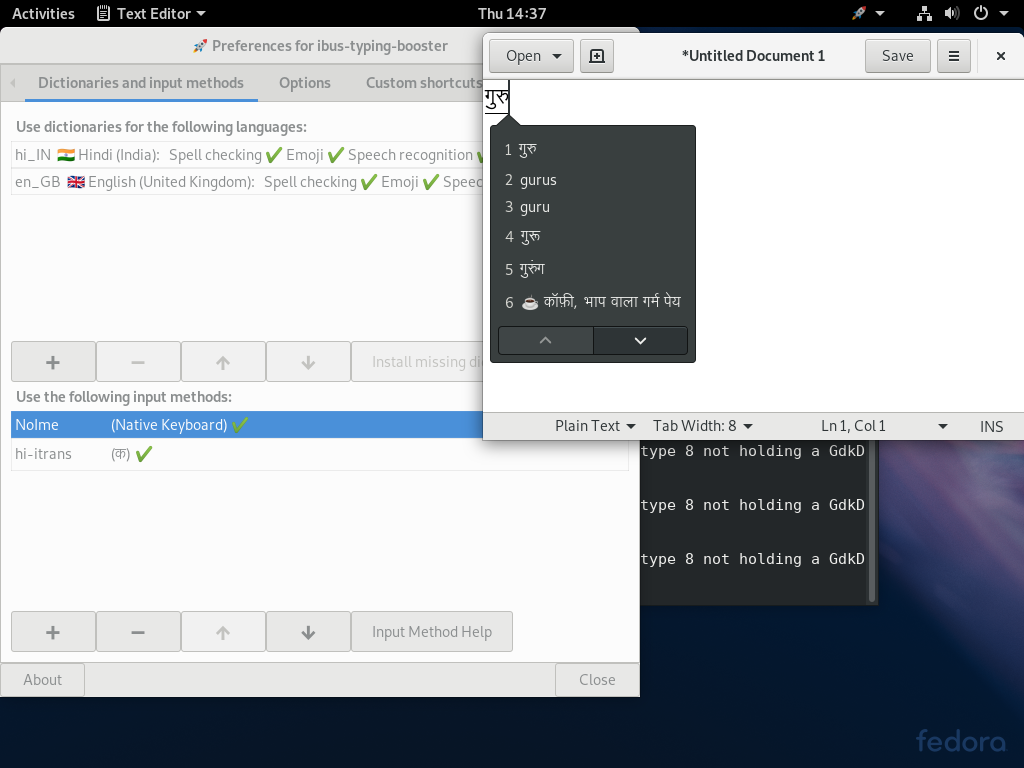 Activities Text Editor Thu 14:37
Preferences for ibus-typing-booster
Dictionaries and input methods Options Custom shortcuts
Use dictionaries for the following languages:
hi_IN 🇮🇳 Hindi (India): Spell checking ✔ Emoji ✔ Speech recognition ✔
en_GB 🇬🇧 English (United Kingdom): Spell checking ✔ Emoji ✔ Speec
+ − ↑ ↓ Install missing di
Use the following input methods:
NoIme (Native Keyboard) ✔
hi-itrans (क) ✔
+ − ↑ ↓ Input Method Help
About Close
Open *Untitled Document 1 Save
गुरु
1 गुरु
2 gurus
3 guru
4 गुरू
5 गुरुंग
6 ☕ कॉफ़ी, भाप वाला गर्म पेय
Plain Text Tab Width: 8 Ln 1, Col 1 INS
type 8 not holding a GdkD
type 8 not holding a GdkD
type 8 not holding a GdkD
fedora